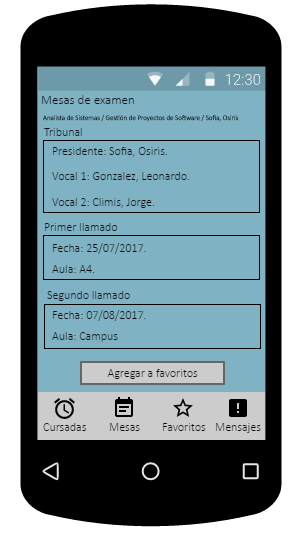 12:30
Mesas de examen
Analista de Sistemas / Gestión de Proyectos de Software / Sofia, Osiris
Tribunal
Presidente: Sofia, Osiris.
Vocal 1: Gonzalez, Leonardo.
Vocal 2: Climis, Jorge.
Primer llamado
Fecha: 25/07/2017.
Aula: A4.
Segundo llamado
Fecha: 07/08/2017.
Aula: Campus
Agregar a favoritos
Cursadas Mesas Favoritos Mensajes